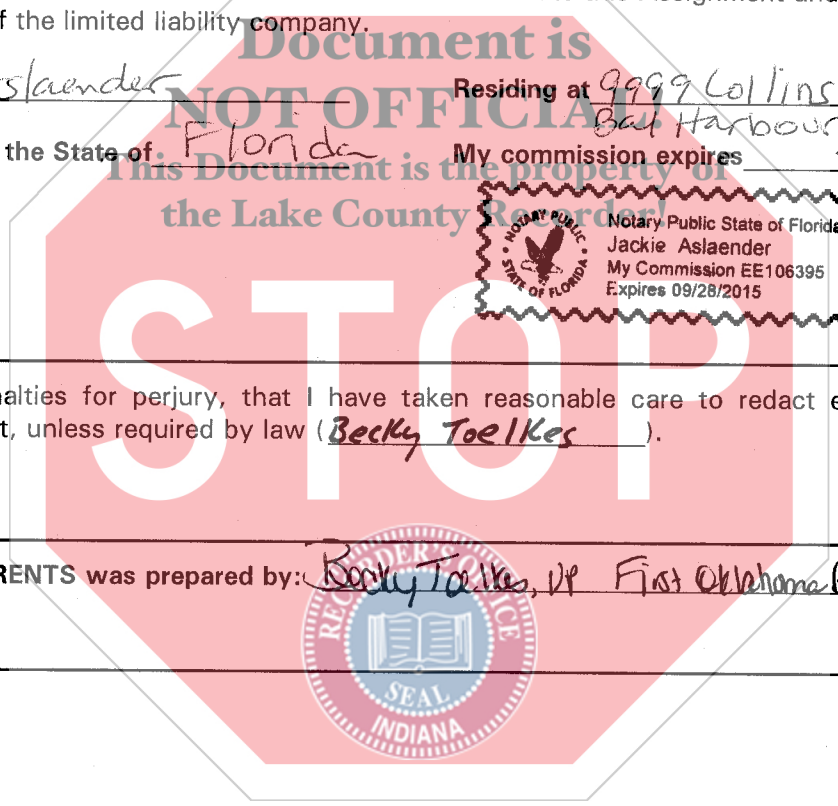 f the limited liability company.
Document is
slaender
Residing at 9999 Collins
NOT OFFICIAL!
Bal Harbour
the State of Florida
My commission expires
This Document is the property of
the Lake County Recorder!
NOTARY PUBLIC
STATE OF FLORIDA
Notary Public State of Florida
Jackie Aslaender
My Commission EE106395
Expires 09/28/2015
STOP
alties for perjury, that I have taken reasonable care to redact e
t, unless required by law (Becky Toelkes).
RENTS was prepared by: Becky Toelkes, VP First Oklahoma
RECORDER'S OFFICE
SEAL
INDIANA